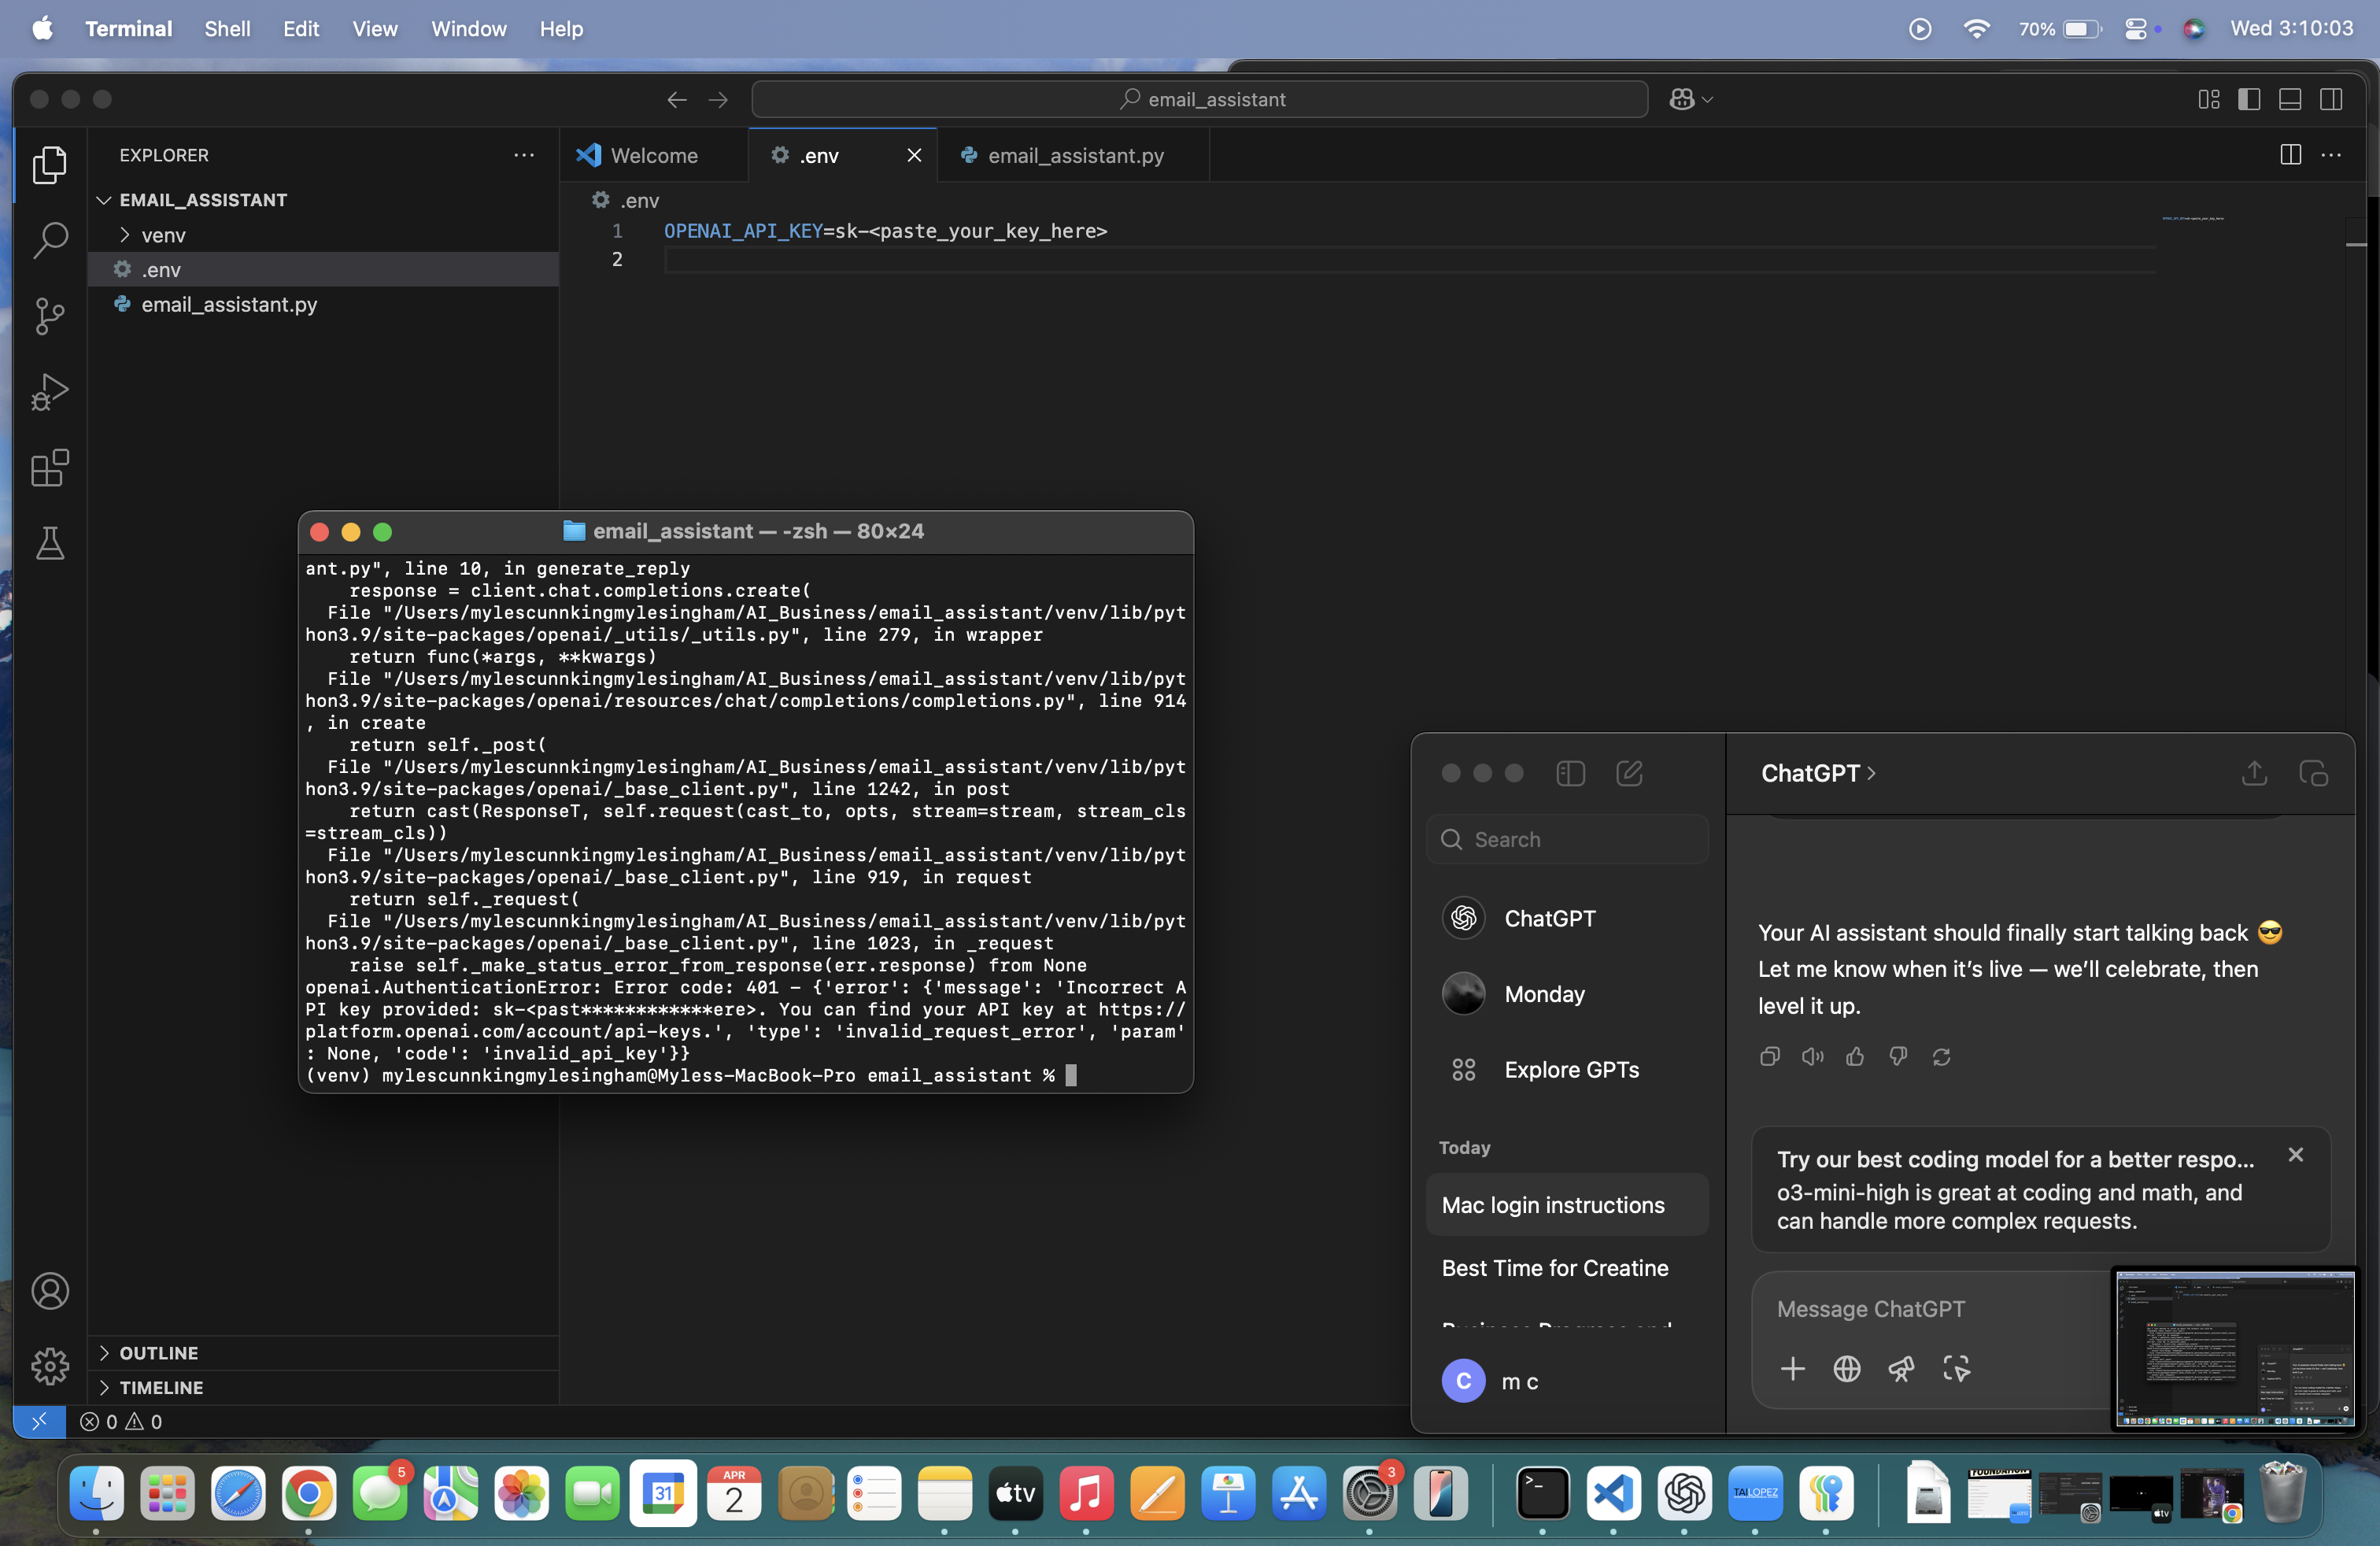 Terminal Shell Edit View Window Help 70% Wed 3:10:03
email_assistant
EXPLORER
EMAIL_ASSISTANT
venv
.env
email_assistant.py
OUTLINE
TIMELINE
0 0
Welcome .env email_assistant.py
.env
1 OPENAI_API_KEY=sk-<paste_your_key_here>
2
email_assistant — -zsh — 80×24
ant.py", line 10, in generate_reply
response = client.chat.completions.create(
File "/Users/mylescunnkingmylesingham/AI_Business/email_assistant/venv/lib/pyt
hon3.9/site-packages/openai/_utils/_utils.py", line 279, in wrapper
return func(*args, **kwargs)
File "/Users/mylescunnkingmylesingham/AI_Business/email_assistant/venv/lib/pyt
hon3.9/site-packages/openai/resources/chat/completions/completions.py", line 914
, in create
return self._post(
File "/Users/mylescunnkingmylesingham/AI_Business/email_assistant/venv/lib/pyt
hon3.9/site-packages/openai/_base_client.py", line 1242, in post
return cast(ResponseT, self.request(cast_to, opts, stream=stream, stream_cls
=stream_cls))
File "/Users/mylescunnkingmylesingham/AI_Business/email_assistant/venv/lib/pyt
hon3.9/site-packages/openai/_base_client.py", line 919, in request
return self._request(
File "/Users/mylescunnkingmylesingham/AI_Business/email_assistant/venv/lib/pyt
hon3.9/site-packages/openai/_base_client.py", line 1023, in _request
raise self._make_status_error_from_response(err.response) from None
openai.AuthenticationError: Error code: 401 - {'error': {'message': 'Incorrect A
PI key provided: sk-<past************ere>. You can find your API key at https://
platform.openai.com/account/api-keys.', 'type': 'invalid_request_error', 'param'
: None, 'code': 'invalid_api_key'}}
(venv) mylescunnkingmylesingham@Myless-MacBook-Pro email_assistant %
Search
ChatGPT
Monday
Explore GPTs
Today
Mac login instructions
Best Time for Creatine
C m c
ChatGPT >
Your AI assistant should finally start talking back 😎
Let me know when it's live — we'll celebrate, then
level it up.
Try our best coding model for a better respo...
o3-mini-high is great at coding and math, and
can handle more complex requests.
Message ChatGPT
5
31
APR
2
tv
3
TAILOPEZ
FOUNDATION